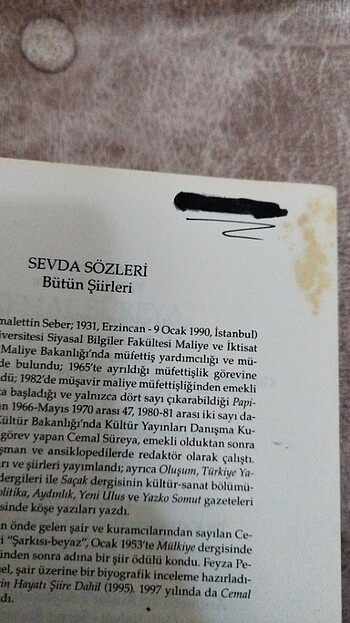 SEVDA SÖZLERİ
Bütün Şiirleri
malettin Seber; 1931, Erzincan - 9 Ocak 1990, İstanbul)
iversitesi Siyasal Bilgiler Fakültesi Maliye ve İktisat
Maliye Bakanlığı'nda müfettiş yardımcılığı ve mü-
de bulundu; 1965'te ayrıldığı müfettişlik görevine
dü; 1982'de müşavir maliye müfettişliğinden emekli
a başladığı ve yalnızca dört sayı çıkarabildiği Papi-
n 1966-Mayıs 1970 arası 47, 1980-81 arası iki sayı da-
Kültür Bakanlığı'nda Kültür Yayınları Danışma Ku-
görev yapan Cemal Süreya, emekli olduktan sonra
ışman ve ansiklopedilerde redaktör olarak çalıştı.
rı ve şiirleri yayımlandı; ayrıca Oluşum, Türkiye Ya-
dergileri ile Saçak dergisinin kültür-sanat bölümü-
olitika, Aydınlık, Yeni Ulus ve Yazko Somut gazeteleri
sinde köşe yazıları yazdı.
n önde gelen şair ve kuramcılarından sayılan Ce-
ri "Şarkısı-beyaz", Ocak 1953'te Mülkiye dergisinde
ünden sonra adına bir şiir ödülü kondu. Feyza Pe-
el, şair üzerine bir biyografik inceleme hazırladı-
in Hayatı Şiire Dahil (1995). 1997 yılında da Cemal
dı.